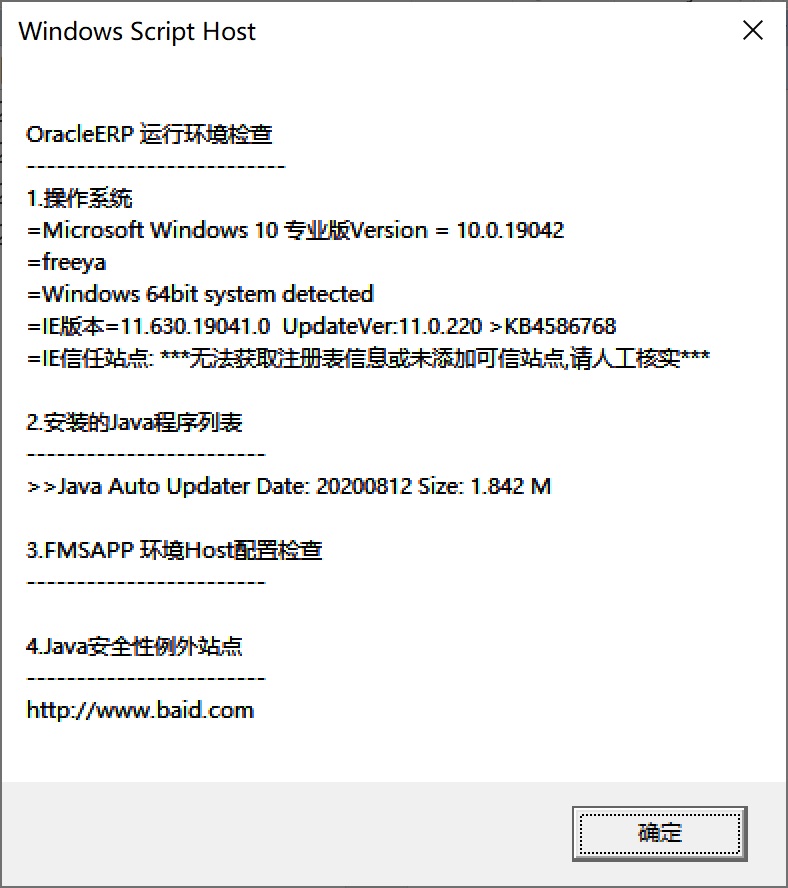 Windows Script Host
OracleERP 运行环境检查
--------------------------
1.操作系统
=Microsoft Windows 10 专业版Version = 10.0.19042
=freeya
=Windows 64bit system detected
=IE版本=11.630.19041.0  UpdateVer:11.0.220 >KB4586768
=IE信任站点: ***无法获取注册表信息或未添加可信站点,请人工核实***
2.安装的Java程序列表
------------------------
>>Java Auto Updater Date: 20200812 Size: 1.842 M
3.FMSAPP 环境Host配置检查
------------------------
4.Java安全性例外站点
------------------------
http://www.baid.com
确定